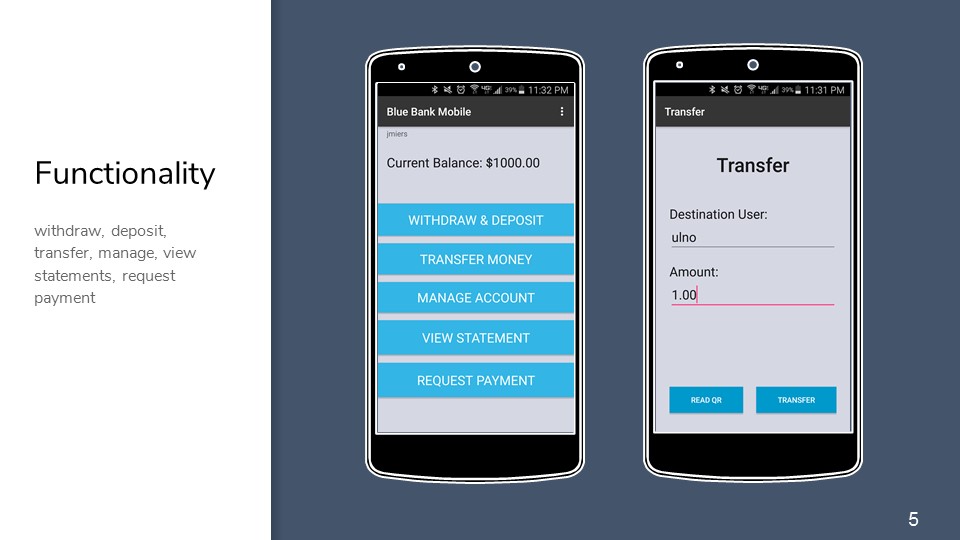 Functionality
withdraw, deposit,
transfer, manage, view
statements, request
payment
39% 11:32 PM
Blue Bank Mobile
jmiers
Current Balance: $1000.00
WITHDRAW & DEPOSIT
TRANSFER MONEY
MANAGE ACCOUNT
VIEW STATEMENT
REQUEST PAYMENT
39% 11:31 PM
Transfer
Transfer
Destination User:
ulno
Amount:
1.00
READ QR TRANSFER
5